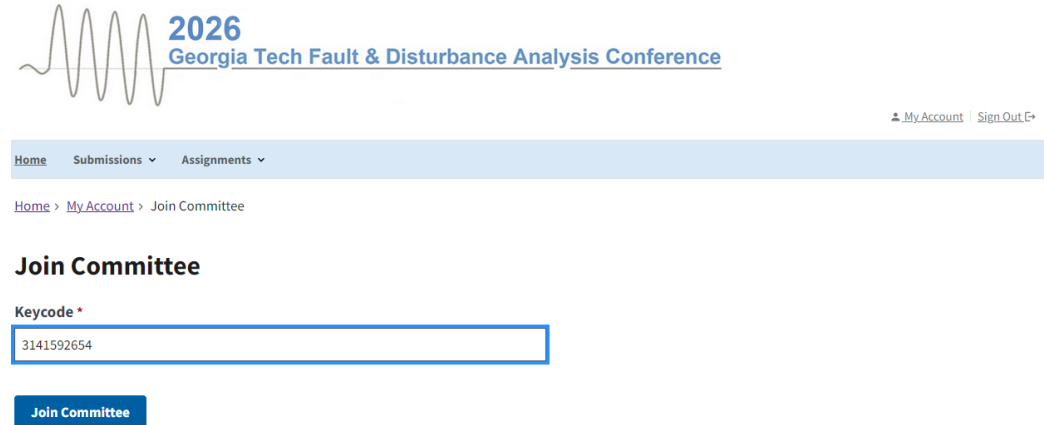 2026
Georgia Tech Fault & Disturbance Analysis Conference
My Account Sign Out
Home Submissions Assignments
Home > My Account > Join Committee
Join Committee
Keycode *
3141592654
Join Committee